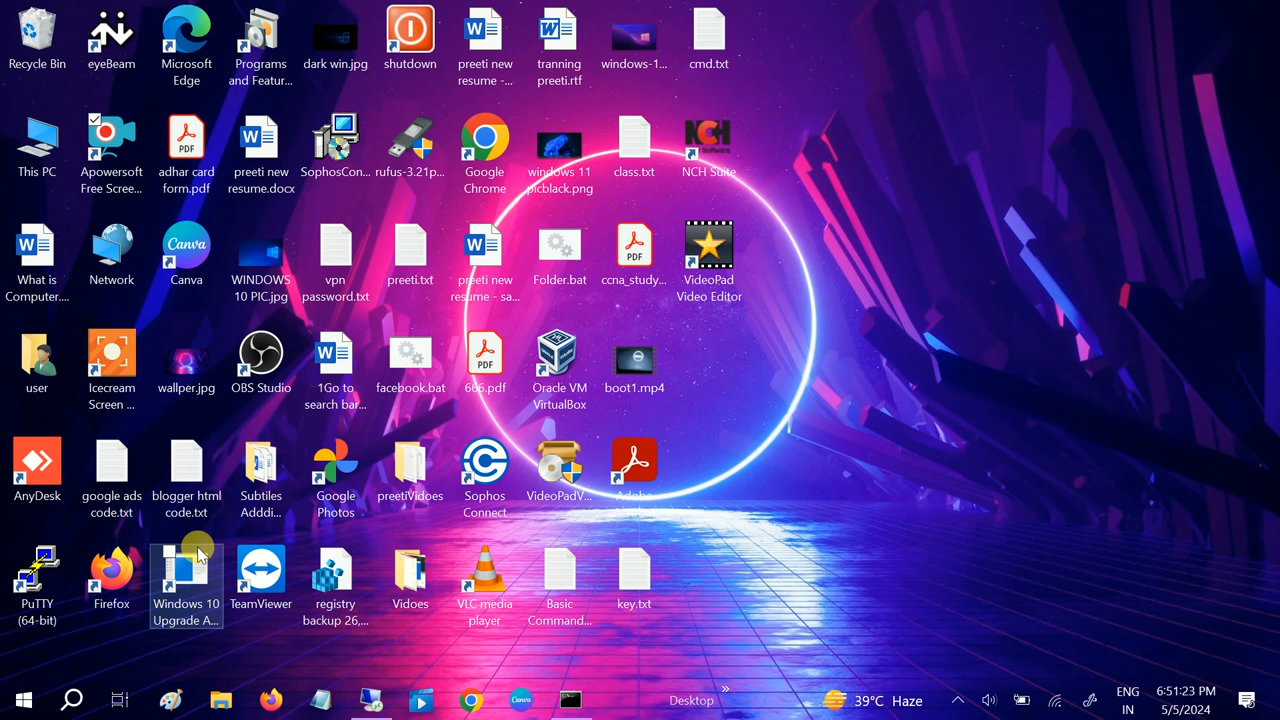 Recycle Bin
eyeBeam
Microsoft
Edge
Programs
and Featur...
dark win.jpg
shutdown
preeti new
resume -...
tranning
preeti.rtf
windows-1...
cmd.txt
This PC
Apowersoft
Free Scree...
PDF
adhar card
form.pdf
preeti new
resume.docx
SophosCon...
rufus-3.21p...
Google
Chrome
windows 11
picblack.png
class.txt
NCH
Software
NCH Suite
What is
Computer....
Network
Canva
Canva
WINDOWS
10 PIC.jpg
vpn
password.txt
preeti.txt
preeti new
resume - sa...
Folder.bat
PDF
ccna_study...
VideoPad
Video Editor
user
Icecream
Screen ...
wallper.jpg
OBS Studio
1Go to
search bar...
facebook.bat
PDF
666.pdf
Oracle VM
VirtualBox
boot1.mp4
AnyDesk
google ads
code.txt
blogger html
code.txt
Subtiles
Adddi...
Google
Photos
preetiVidoes
Sophos
Connect
VideoPadV...
Adobe
PuTTY
(64-bit)
Firefox
Windows 10
Upgrade A...
TeamViewer
registry
backup 26,...
Vidoes
VLC media
player
Basic
Command...
key.txt
Desktop
39°C Haze
ENG
IN
5/5/2024